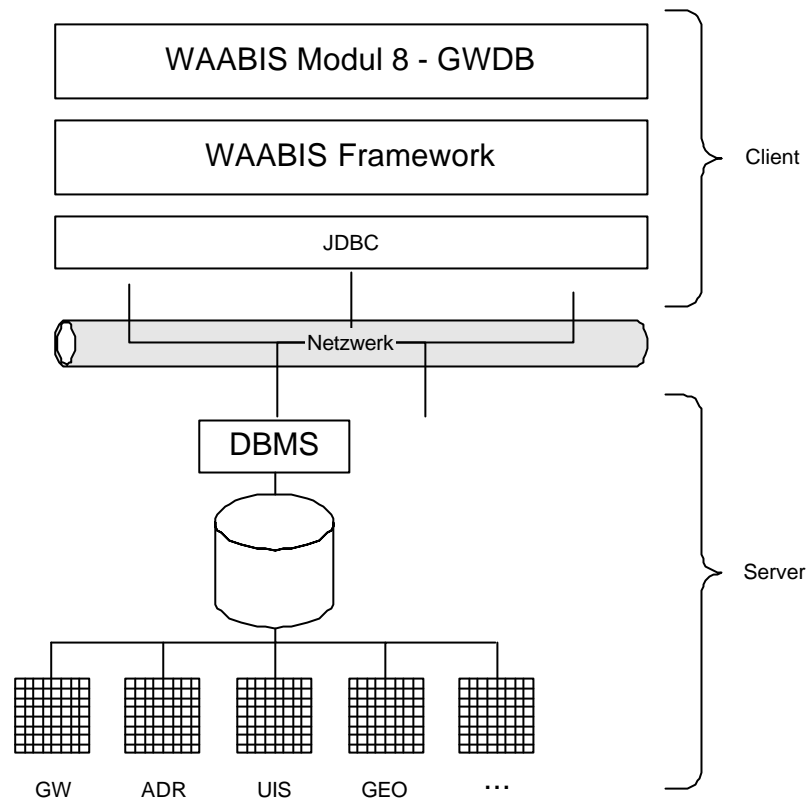 WAABIS Modul 8 - GWDB
WAABIS Framework
Client
JDBC
Netzwerk
DBMS
Server
GW ADR UIS GEO ...